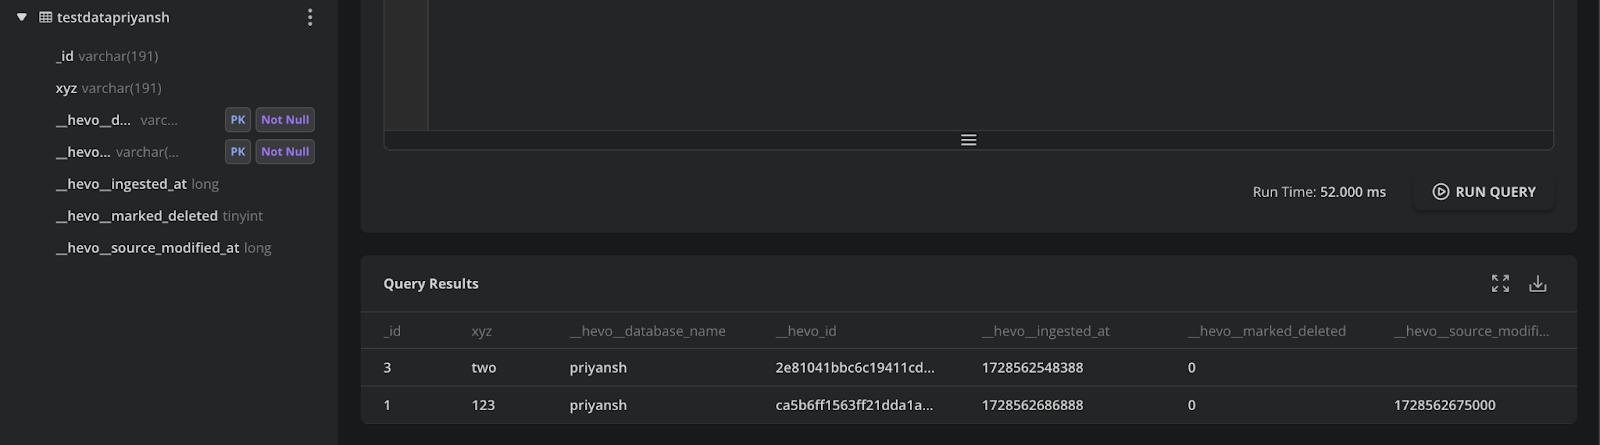 testdatapriyansh
_id varchar(191)
xyz varchar(191)
__hevo__d... varc... PK Not Null
__hevo... varchar(... PK Not Null
__hevo__ingested_at long
__hevo__marked_deleted tinyint
__hevo__source_modified_at long
Run Time: 52.000 ms RUN QUERY
Query Results
_id xyz __hevo__database_name __hevo_id __hevo__ingested_at __hevo__marked_deleted __hevo__source_modifi...
3 two priyansh 2e81041bbc6c19411cd... 1728562548388 0
1 123 priyansh ca5b6ff1563ff21dda1a... 1728562686888 0 1728562675000